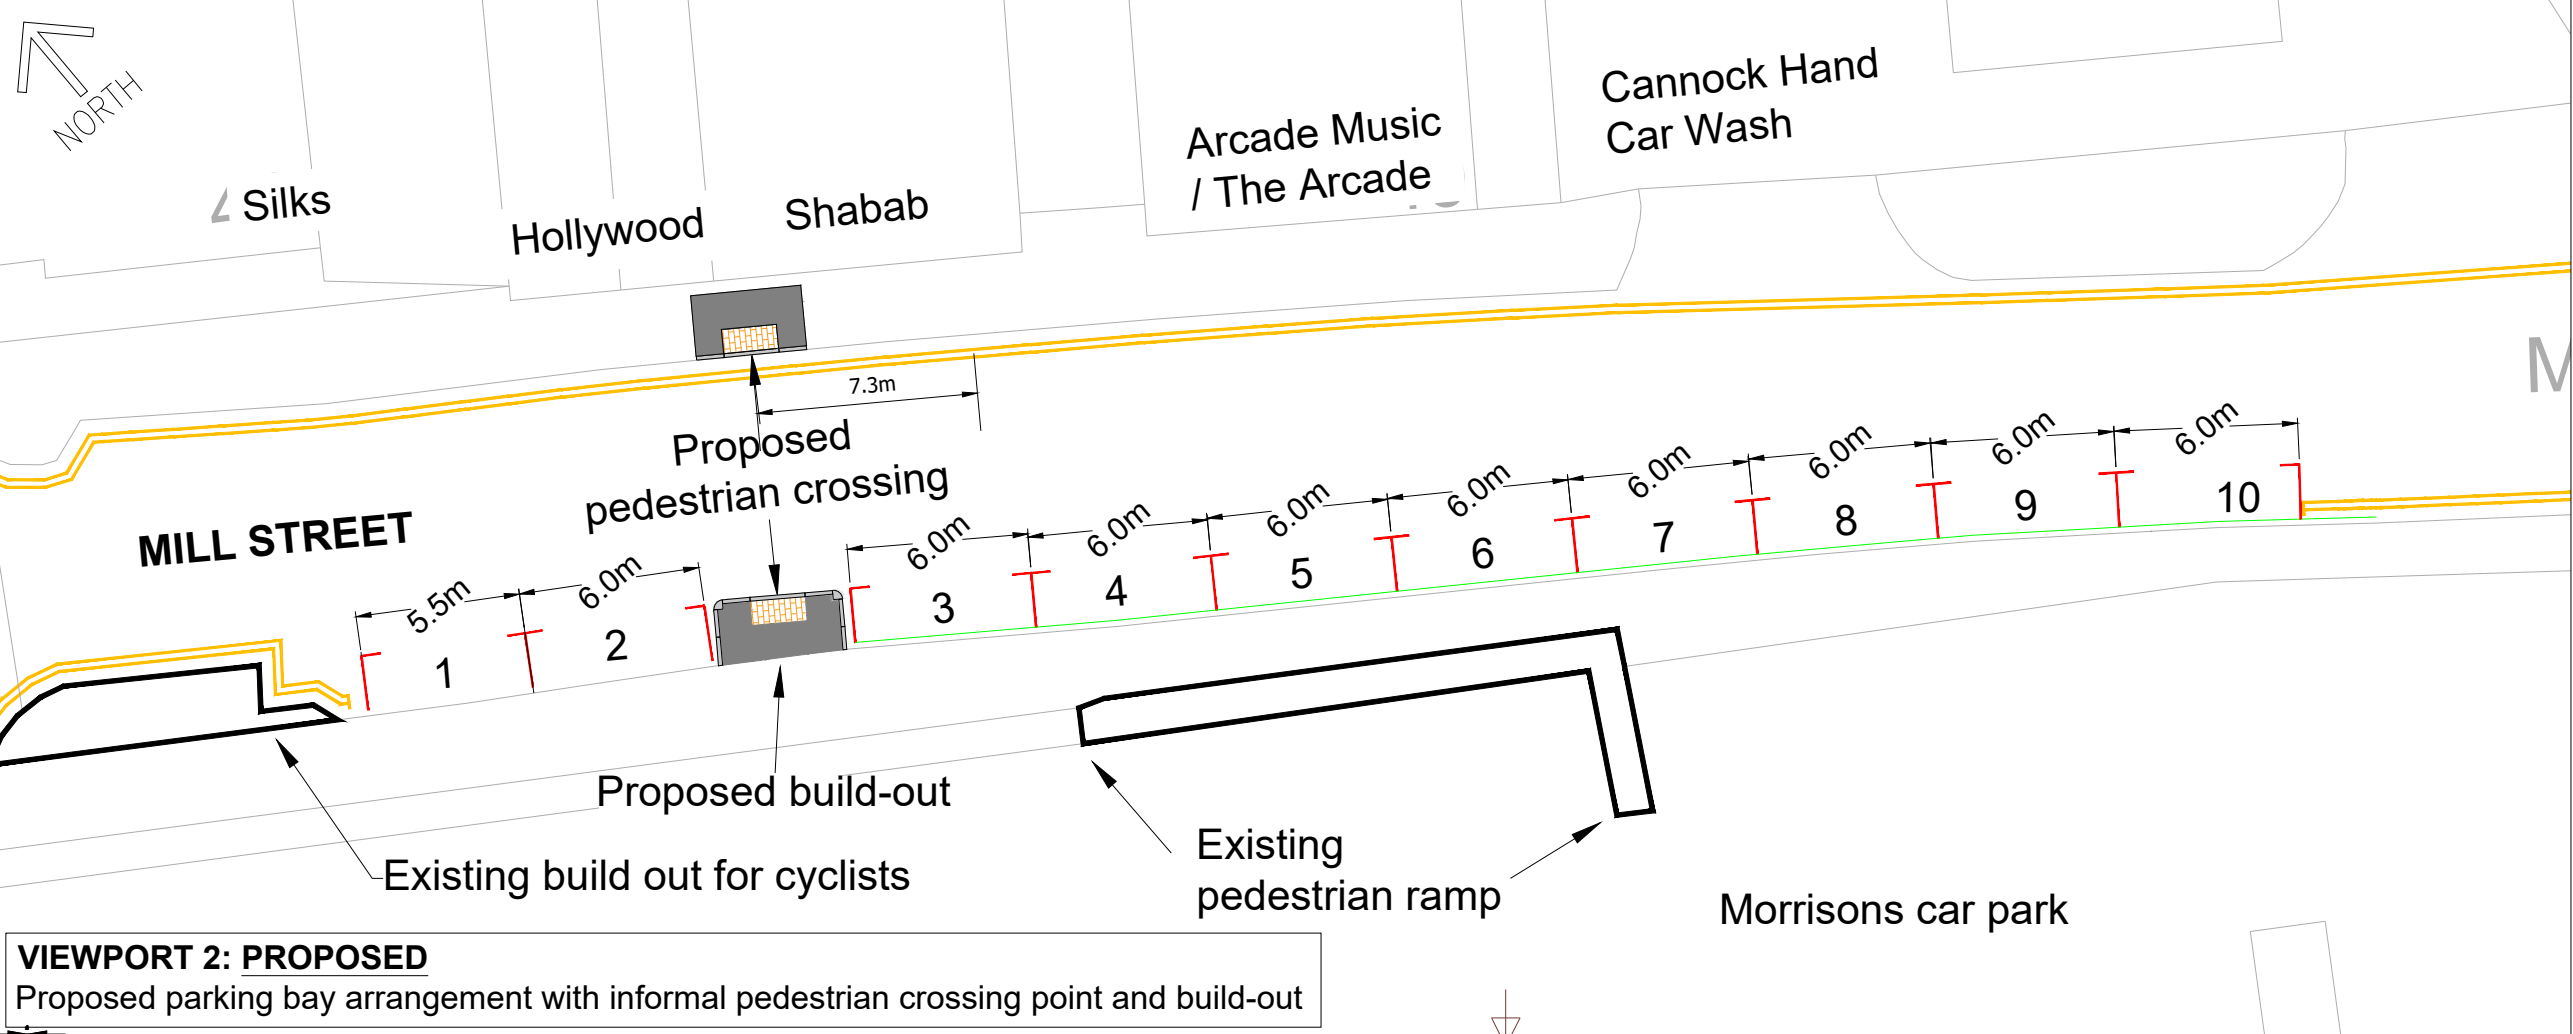 NORTH
Silks
Hollywood
Shabab
Arcade Music
/ The Arcade
Cannock Hand
Car Wash
7.3m
M
Proposed
pedestrian crossing
MILL STREET
5.5m
6.0m
6.0m
6.0m
6.0m
6.0m
6.0m
6.0m
6.0m
6.0m
1
2
3
4
5
6
7
8
9
10
Proposed build-out
Existing build out for cyclists
Existing
pedestrian ramp
Morrisons car park
VIEWPORT 2: PROPOSED
Proposed parking bay arrangement with informal pedestrian crossing point and build-out